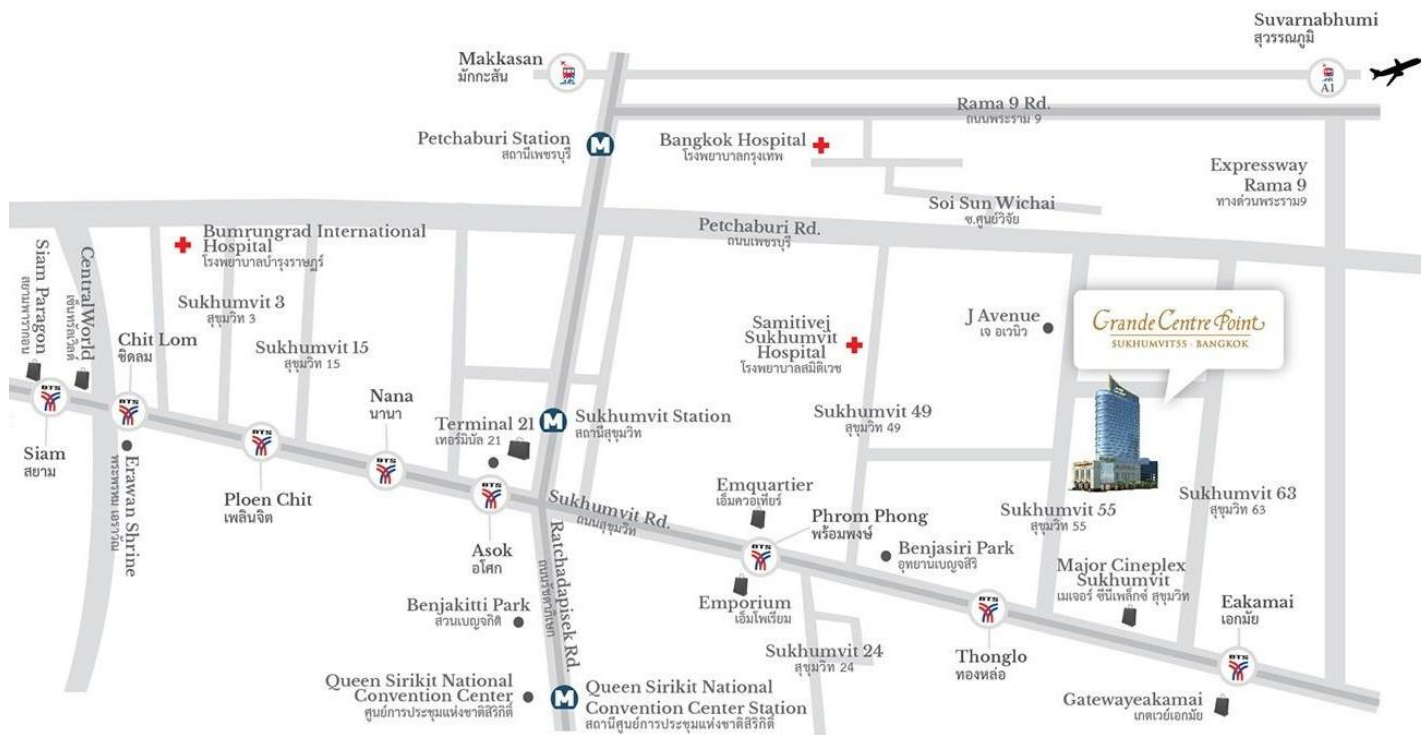 Suvarnabhumi
สุวรรณภูมิ
A1
Makkasan
มักกะสัน
Rama 9 Rd.
ถนนพระราม 9
Petchaburi Station
สถานีเพชรบุรี
M
Bangkok Hospital
โรงพยาบาลกรุงเทพ
Expressway
Rama 9
ทางด่วนพระราม9
Soi Sun Wichai
ซ.ศูนย์วิจัย
Petchaburi Rd.
ถนนเพชรบุรี
Bumrungrad International
Hospital
โรงพยาบาลบำรุงราษฎร์
Siam Paragon
สยามพารากอน
CentralWorld
เซ็นทรัลเวิลด์
Sukhumvit 3
สุขุมวิท 3
Chit Lom
ชิดลม
Sukhumvit 15
สุขุมวิท 15
J Avenue
เจ อเวนิว
Grande Centre Point
SUKHUMVIT55 · BANGKOK
Samitivej
Sukhumvit
Hospital
โรงพยาบาลสมิติเวช
Nana
นานา
BTS
BTS
BTS
BTS
BTS
BTS
BTS
BTS
Terminal 21
เทอร์มินัล 21
M
Sukhumvit Station
สถานีสุขุมวิท
Sukhumvit 49
สุขุมวิท 49
Siam
สยาม
Erawan Shrine
พระพรหม เอราวัณ
Ploen Chit
เพลินจิต
Asok
อโศก
Sukhumvit Rd.
ถนนสุขุมวิท
Emquartier
เอ็มควอเทียร์
Phrom Phong
พร้อมพงษ์
Sukhumvit 55
สุขุมวิท 55
Sukhumvit 63
สุขุมวิท 63
Benjasiri Park
อุทยานเบญจสิริ
Major Cineplex
Sukhumvit
เมเจอร์ ซีนีเพล็กซ์ สุขุมวิท
Ratchadapisek Rd.
ถนนรัชดาภิเษก
Benjakitti Park
สวนเบญจกิติ
Emporium
เอ็มโพเรียม
Eakamai
เอกมัย
Sukhumvit 24
สุขุมวิท 24
Thonglo
ทองหล่อ
Queen Sirikit National
Convention Center
ศูนย์การประชุมแห่งชาติสิริกิติ์
M
Queen Sirikit National
Convention Center Station
สถานีศูนย์การประชุมแห่งชาติสิริกิติ์
Gatewayeakamai
เกตเวย์เอกมัย